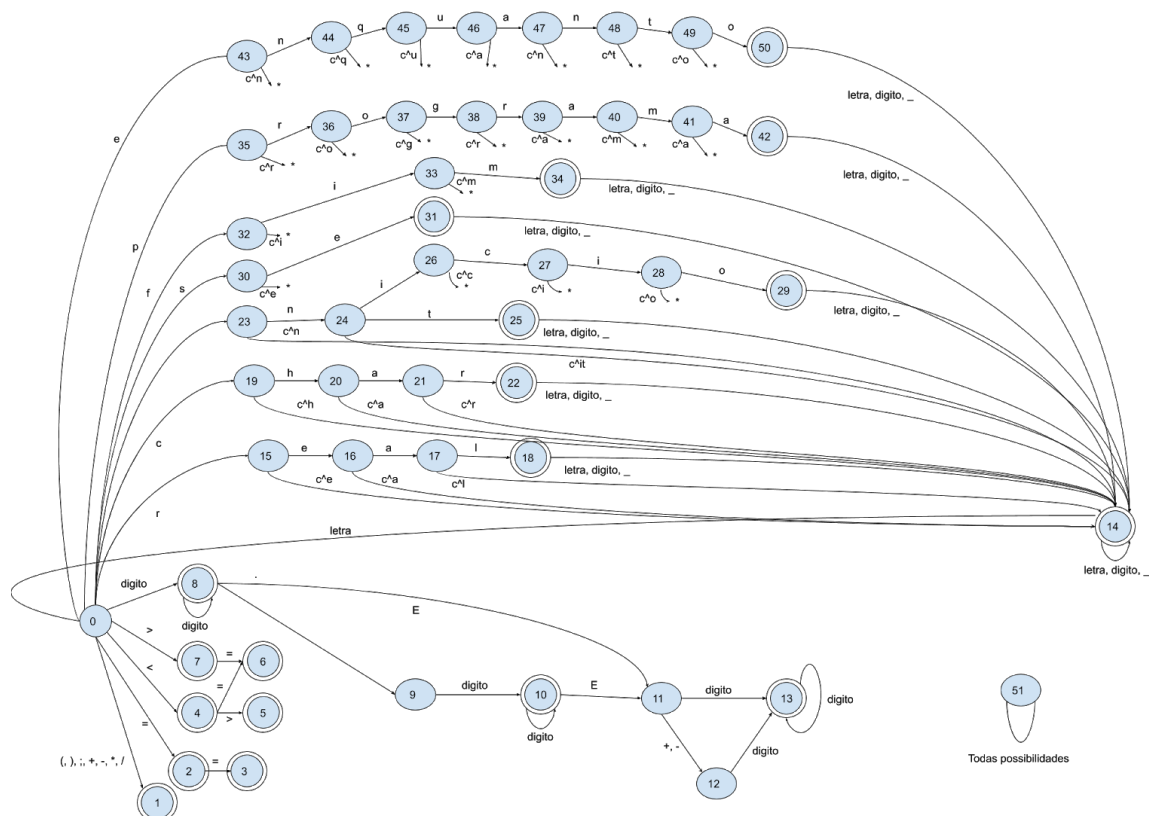 43 n 44 q 45 u 46 a 47 n 48 t 49 o 50
c^n * c^q * c^u * c^a * c^n * c^t * c^o *
letra, digito, _
e
35 r 36 o 37 g 38 r 39 a 40 m 41 a 42
c^r * c^o * c^g * c^r * c^a * c^m * c^a *
letra, digito, _
p
32 i 33 m 34
c^i * c^m *
letra, digito, _
f
30 e 31
c^e *
letra, digito, _
s
26 c 27 i 28 o 29
c^c * c^i * c^o *
letra, digito, _
23 n 24 i t 25
c^n
letra, digito, _
c^it
19 h 20 a 21 r 22
c^h c^a c^r
letra, digito, _
c
15 e 16 a 17 l 18
c^e c^a c^l
letra, digito, _
r
14
letra
letra, digito, _
0
digito 8 .
digito
E
> 7 = 6
< 4 = > 5
= 2 = 3
(, ), ;, +, -, *, / 1
9 digito 10 E 11 digito 13 digito
digito
+, - 12 digito
51
Todas possibilidades